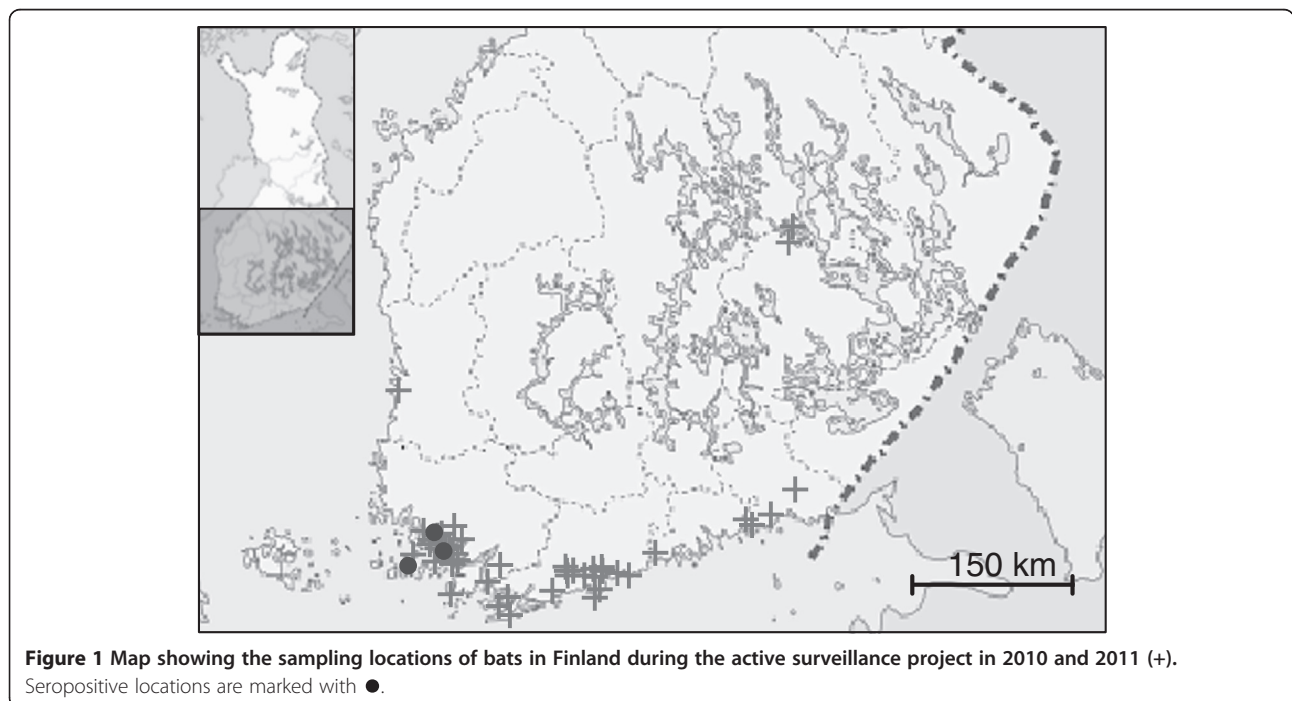 150 km
Figure 1 Map showing the sampling locations of bats in Finland during the active surveillance project in 2010 and 2011 (+).
Seropositive locations are marked with ●.